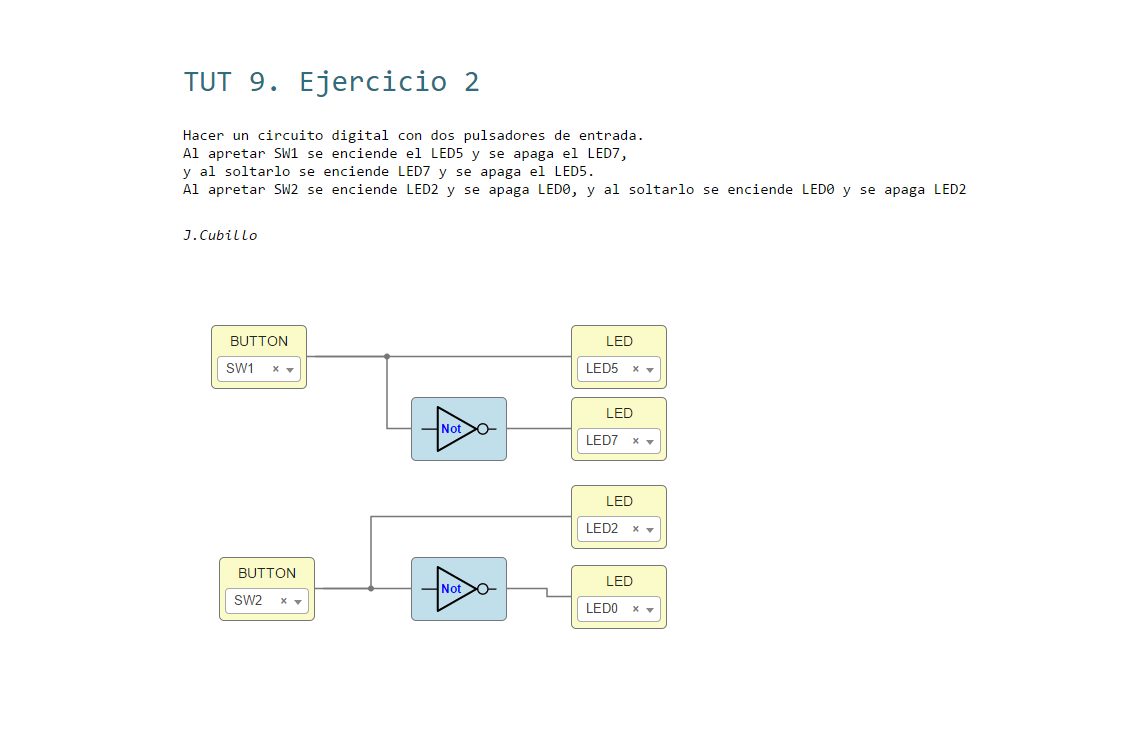 TUT 9. Ejercicio 2
Hacer un circuito digital con dos pulsadores de entrada.
Al apretar SW1 se enciende el LED5 y se apaga el LED7,
y al soltarlo se enciende LED7 y se apaga el LED5.
Al apretar SW2 se enciende LED2 y se apaga LED0, y al soltarlo se enciende LED0 y se apaga LED2
J.Cubillo
BUTTON
SW1 ×
LED
LED5 ×
Not
LED
LED7 ×
LED
LED2 ×
BUTTON
SW2 ×
Not
LED
LED0 ×